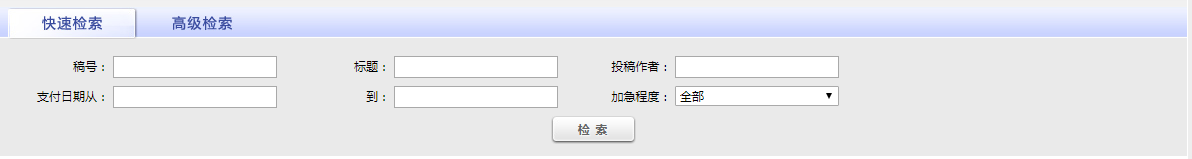 快速检索 高级检索
稿号： 标题： 投稿作者：
支付日期从： 到： 加急程度： 全部
检 索